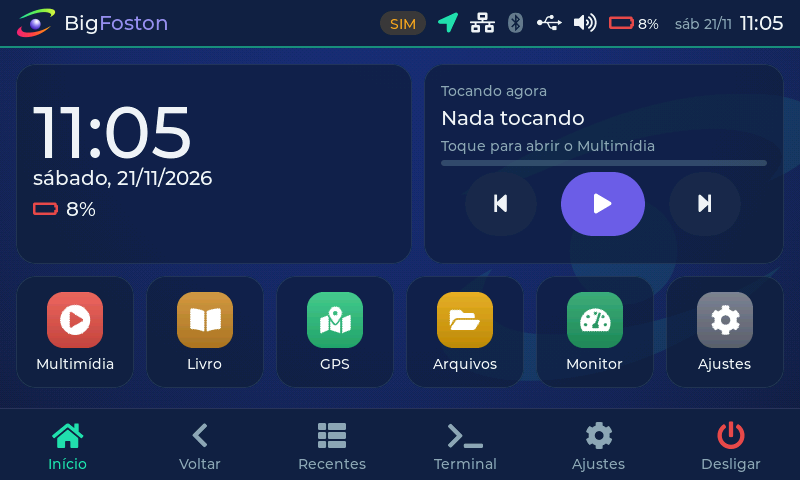 BigFoston
SIM
8%
sáb 21/11
11:05
11:05
sábado, 21/11/2026
8%
Tocando agora
Nada tocando
Toque para abrir o Multimídia
Multimídia
Livro
GPS
Arquivos
Monitor
Ajustes
Início
Voltar
Recentes
Terminal
Ajustes
Desligar